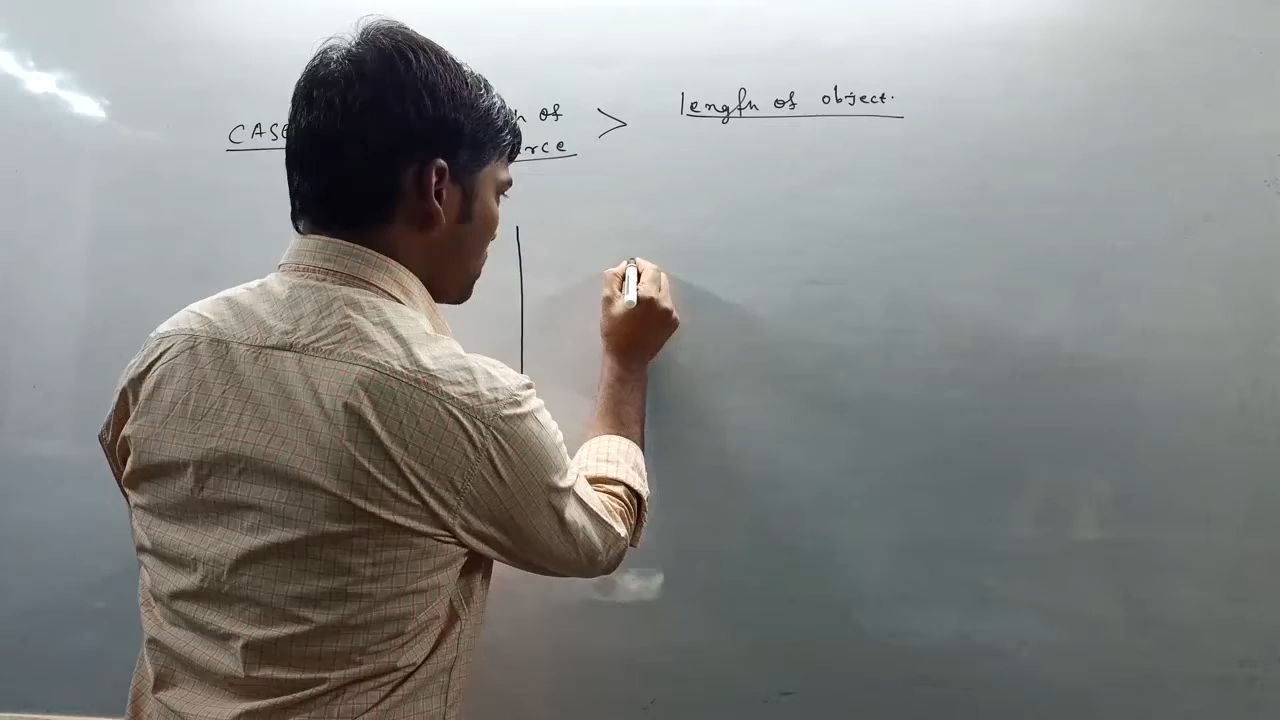 CASE h of > length of object.
rce